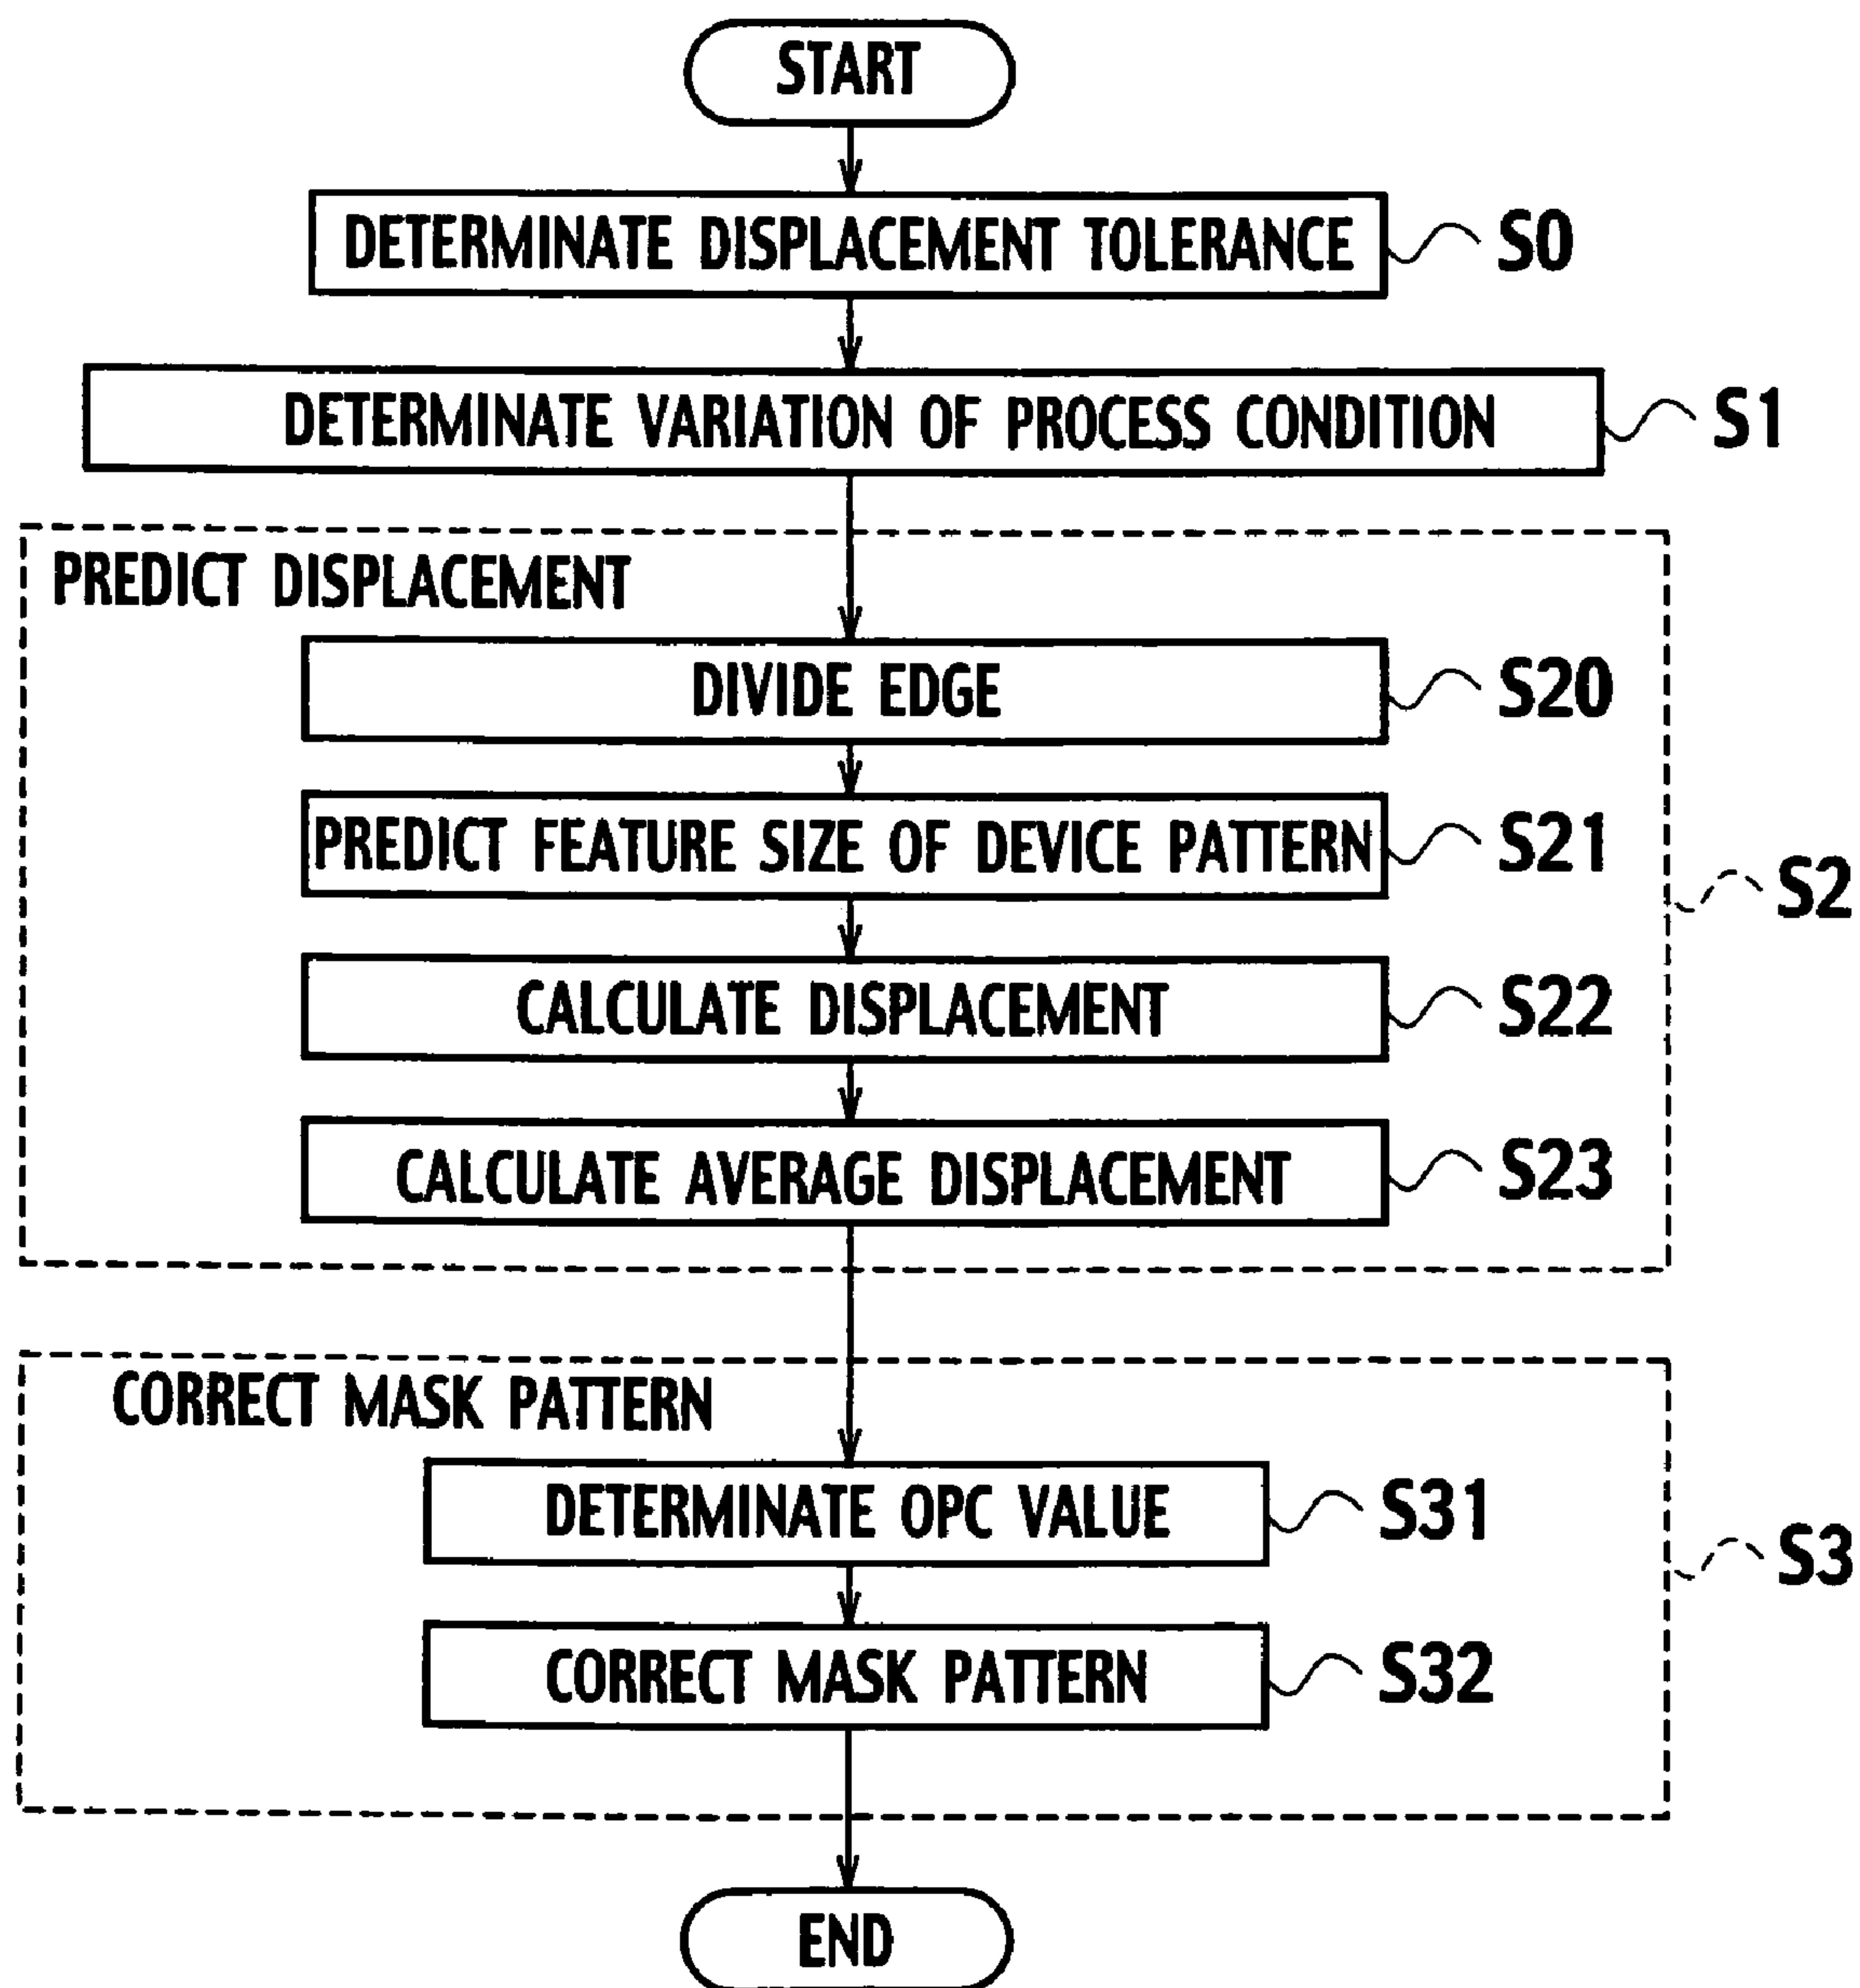 START
DETERMINATE DISPLACEMENT TOLERANCE S0
DETERMINATE VARIATION OF PROCESS CONDITION S1
PREDICT DISPLACEMENT
DIVIDE EDGE S20
PREDICT FEATURE SIZE OF DEVICE PATTERN S21
S2
CALCULATE DISPLACEMENT S22
CALCULATE AVERAGE DISPLACEMENT S23
CORRECT MASK PATTERN
DETERMINATE OPC VALUE S31
S3
CORRECT MASK PATTERN S32
END